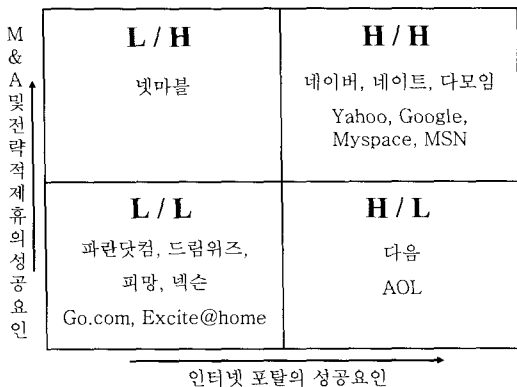 M
&
A
및
전
략
적
제
휴
의
성
공
요
인
L / H
넷마블
H / H
네이버, 네이트, 다모임
Yahoo, Google,
Myspace, MSN
L / L
파란닷컴, 드림위즈,
피망, 넥슨
Go.com, Excite@home
H / L
다음
AOL
인터넷 포탈의 성공요인